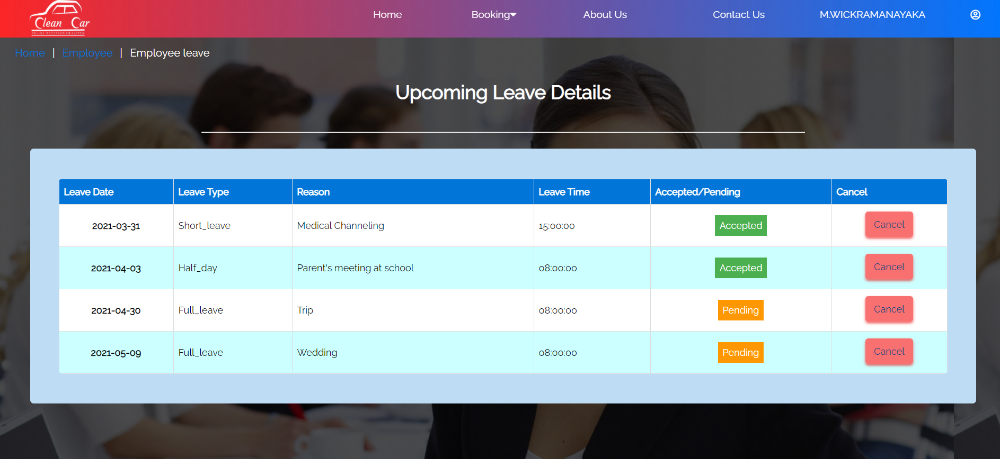 Clean Car
ONLINE RESERVATION SYSTEM
Home Booking About Us Contact Us M.WICKRAMANAYAKA
Home | Employee | Employee leave
Upcoming Leave Details
Leave Date Leave Type Reason Leave Time Accepted/Pending Cancel
2021-03-31 Short_leave Medical Channeling 15:00:00 Accepted Cancel
2021-04-03 Half_day Parent's meeting at school 08:00:00 Accepted Cancel
2021-04-30 Full_leave Trip 08:00:00 Pending Cancel
2021-05-09 Full_leave Wedding 08:00:00 Pending Cancel